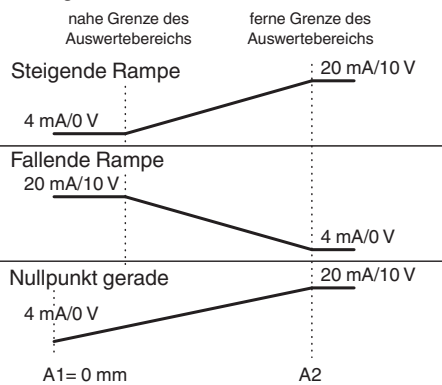 nahe Grenze des
Auswertebereichs
ferne Grenze des
Auswertebereichs
Steigende Rampe
20 mA/10 V
4 mA/0 V
Fallende Rampe
20 mA/10 V
4 mA/0 V
Nullpunkt gerade
20 mA/10 V
4 mA/0 V
A1= 0 mm
A2